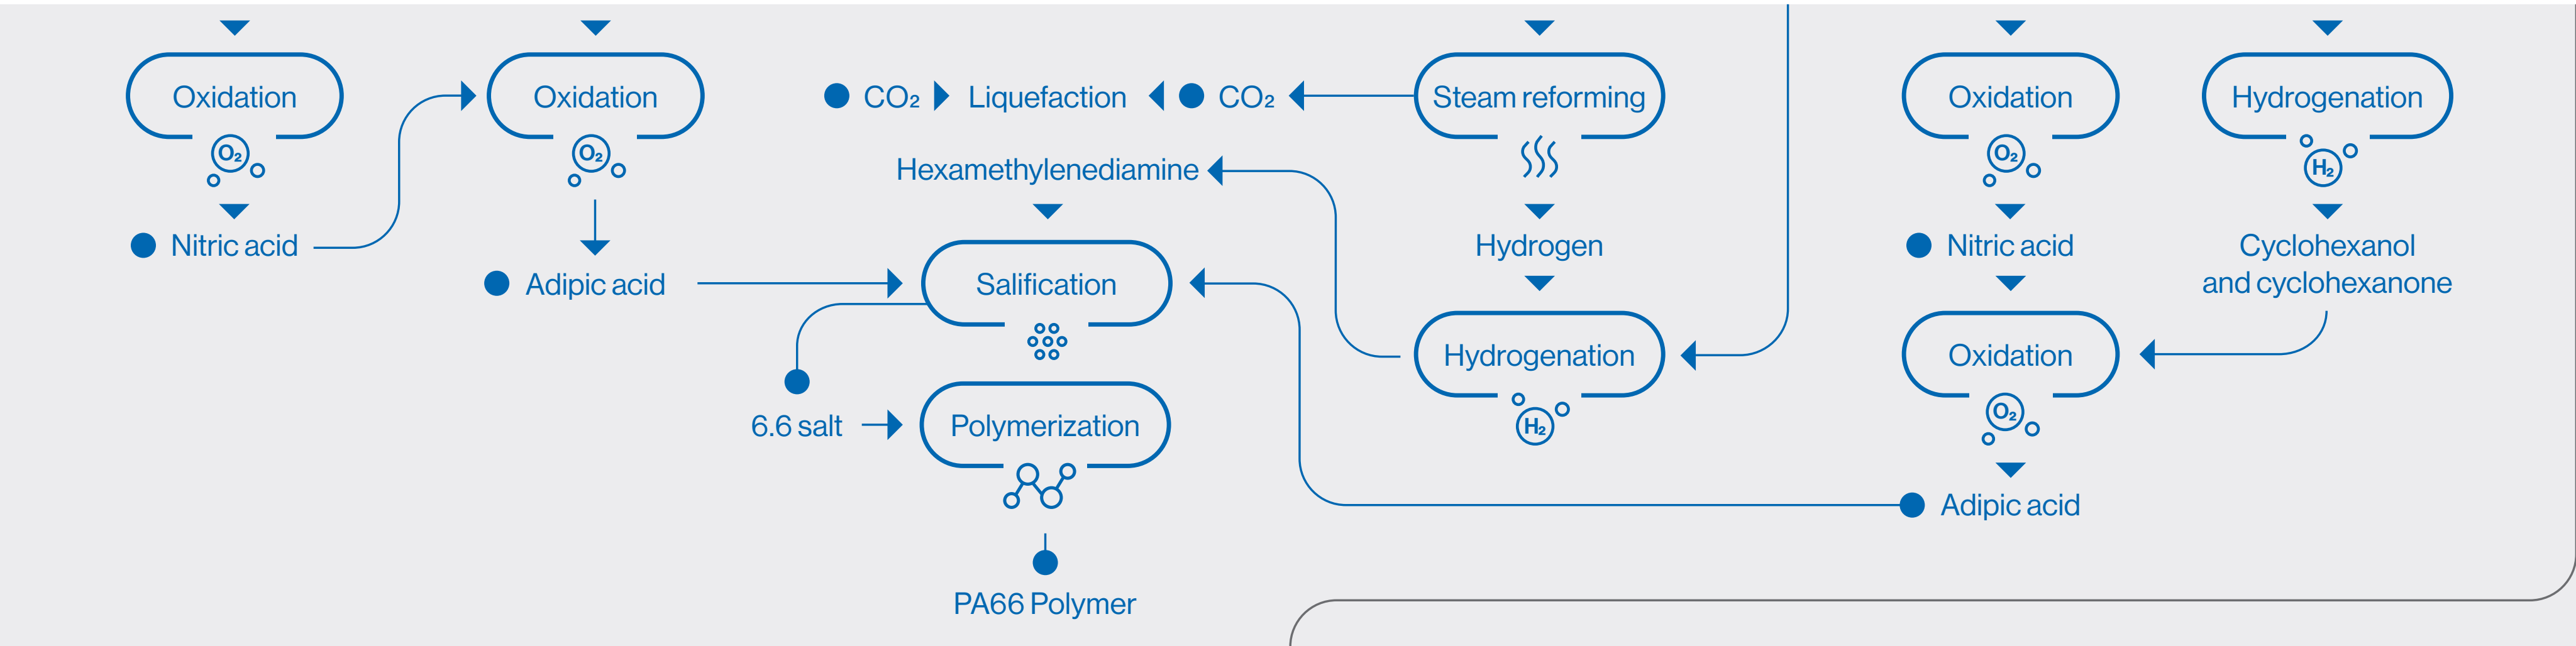 Oxidation
O₂
Nitric acid
Oxidation
O₂
Adipic acid
CO₂
Liquefaction
CO₂
Steam reforming
Hexamethylenediamine
Hydrogen
Salification
Hydrogenation
H₂
6.6 salt
Polymerization
PA66 Polymer
Oxidation
O₂
Nitric acid
Oxidation
O₂
Adipic acid
Hydrogenation
H₂
Cyclohexanol
and cyclohexanone